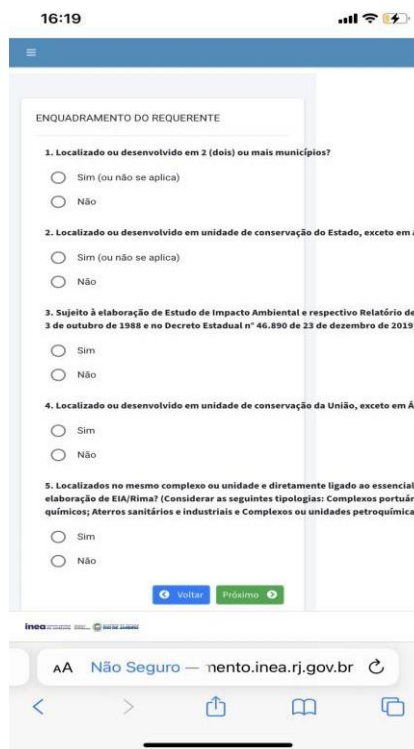 16:19
ENQUADRAMENTO DO REQUERENTE
1. Localizado ou desenvolvido em 2 (dois) ou mais municípios?
Sim (ou não se aplica)
Não
2. Localizado ou desenvolvido em unidade de conservação do Estado, exceto em
Sim (ou não se aplica)
Não
3. Sujeito à elaboração de Estudo de Impacto Ambiental e respectivo Relatório de
3 de outubro de 1988 e no Decreto Estadual n° 46.890 de 23 de dezembro de 2019
Sim
Não
4. Localizado ou desenvolvido em unidade de conservação da União, exceto em Á
Sim
Não
5. Localizados no mesmo complexo ou unidade e diretamente ligado ao essencial
elaboração de EIA/Rima? (Considerar as seguintes tipologias: Complexos portuár
químicos; Aterros sanitários e industriais e Complexos ou unidades petroquímica
Sim
Não
Voltar Próximo
inea
AA Não Seguro — nento.inea.rj.gov.br